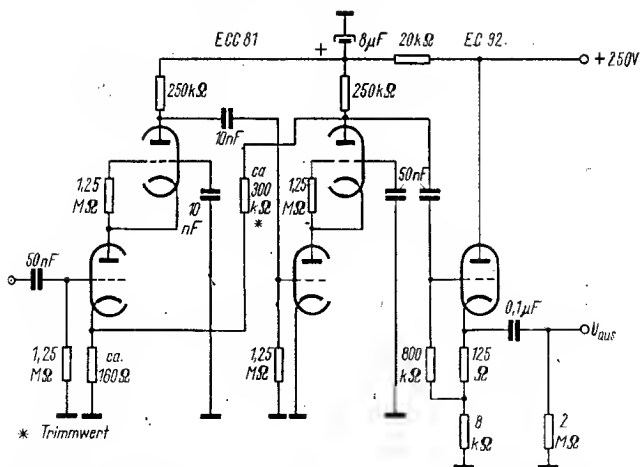 ECC 81
+
8µF
20kΩ
EC 92
+250V
250kΩ
250kΩ
10nF
50nF
1,25
MΩ
10
nF
ca
300
kΩ
*
1,25
MΩ
50nF
0,1µF
Uaus
1,25
MΩ
ca.
160Ω
1,25
MΩ
800
kΩ
125
Ω
8
kΩ
2
MΩ
* Trimmwert